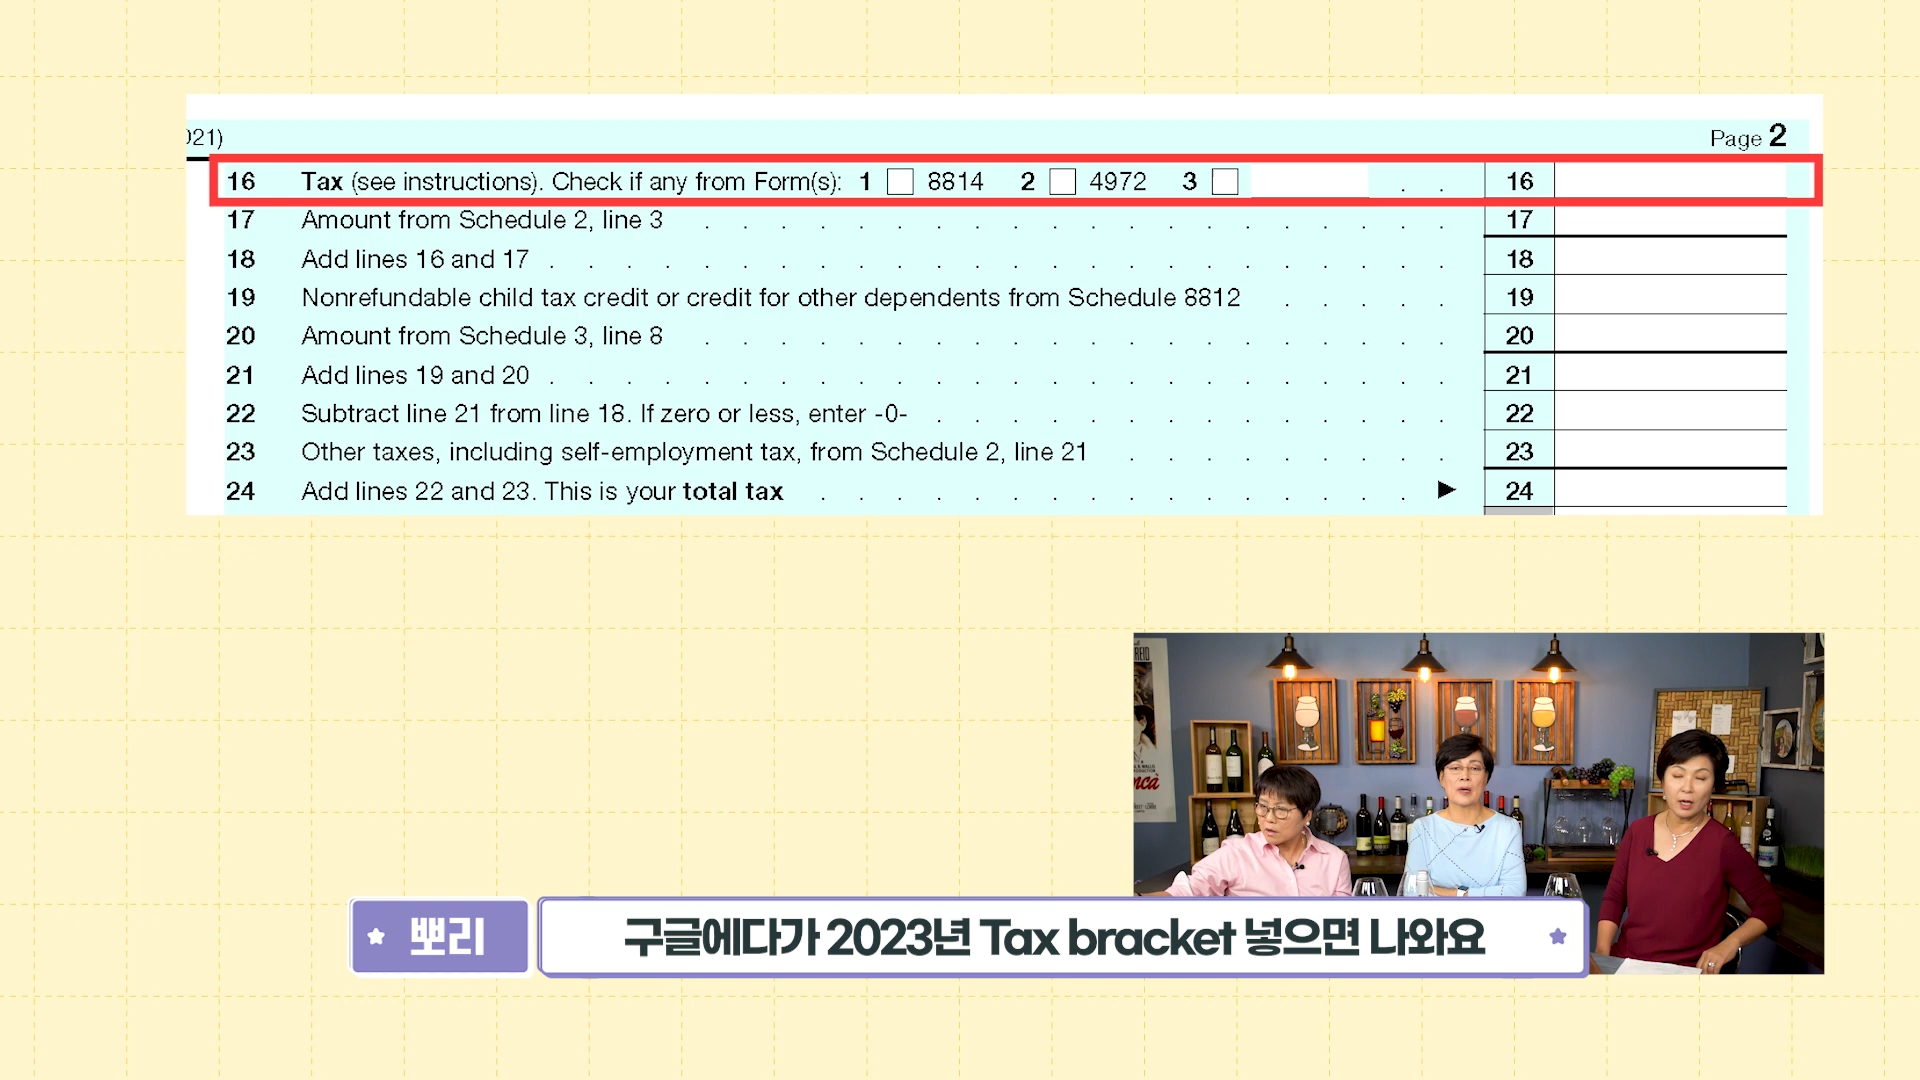 021)
Page 2
16 Tax (see instructions). Check if any from Form(s): 1 8814 2 4972 3 . . 16
17 Amount from Schedule 2, line 3 . . . . . . . . . . . . . . . . . . . . 17
18 Add lines 16 and 17 . . . . . . . . . . . . . . . . . . . . . . . . 18
19 Nonrefundable child tax credit or credit for other dependents from Schedule 8812 . . . . . 19
20 Amount from Schedule 3, line 8 . . . . . . . . . . . . . . . . . . . . 20
21 Add lines 19 and 20 . . . . . . . . . . . . . . . . . . . . . . . . 21
22 Subtract line 21 from line 18. If zero or less, enter -0- . . . . . . . . . . . . . . 22
23 Other taxes, including self-employment tax, from Schedule 2, line 21 . . . . . . . . . 23
24 Add lines 22 and 23. This is your total tax . . . . . . . . . . . . . . . . ▶ 24
뽀리
구글에다가 2023년 Tax bracket 넣으면 나와요